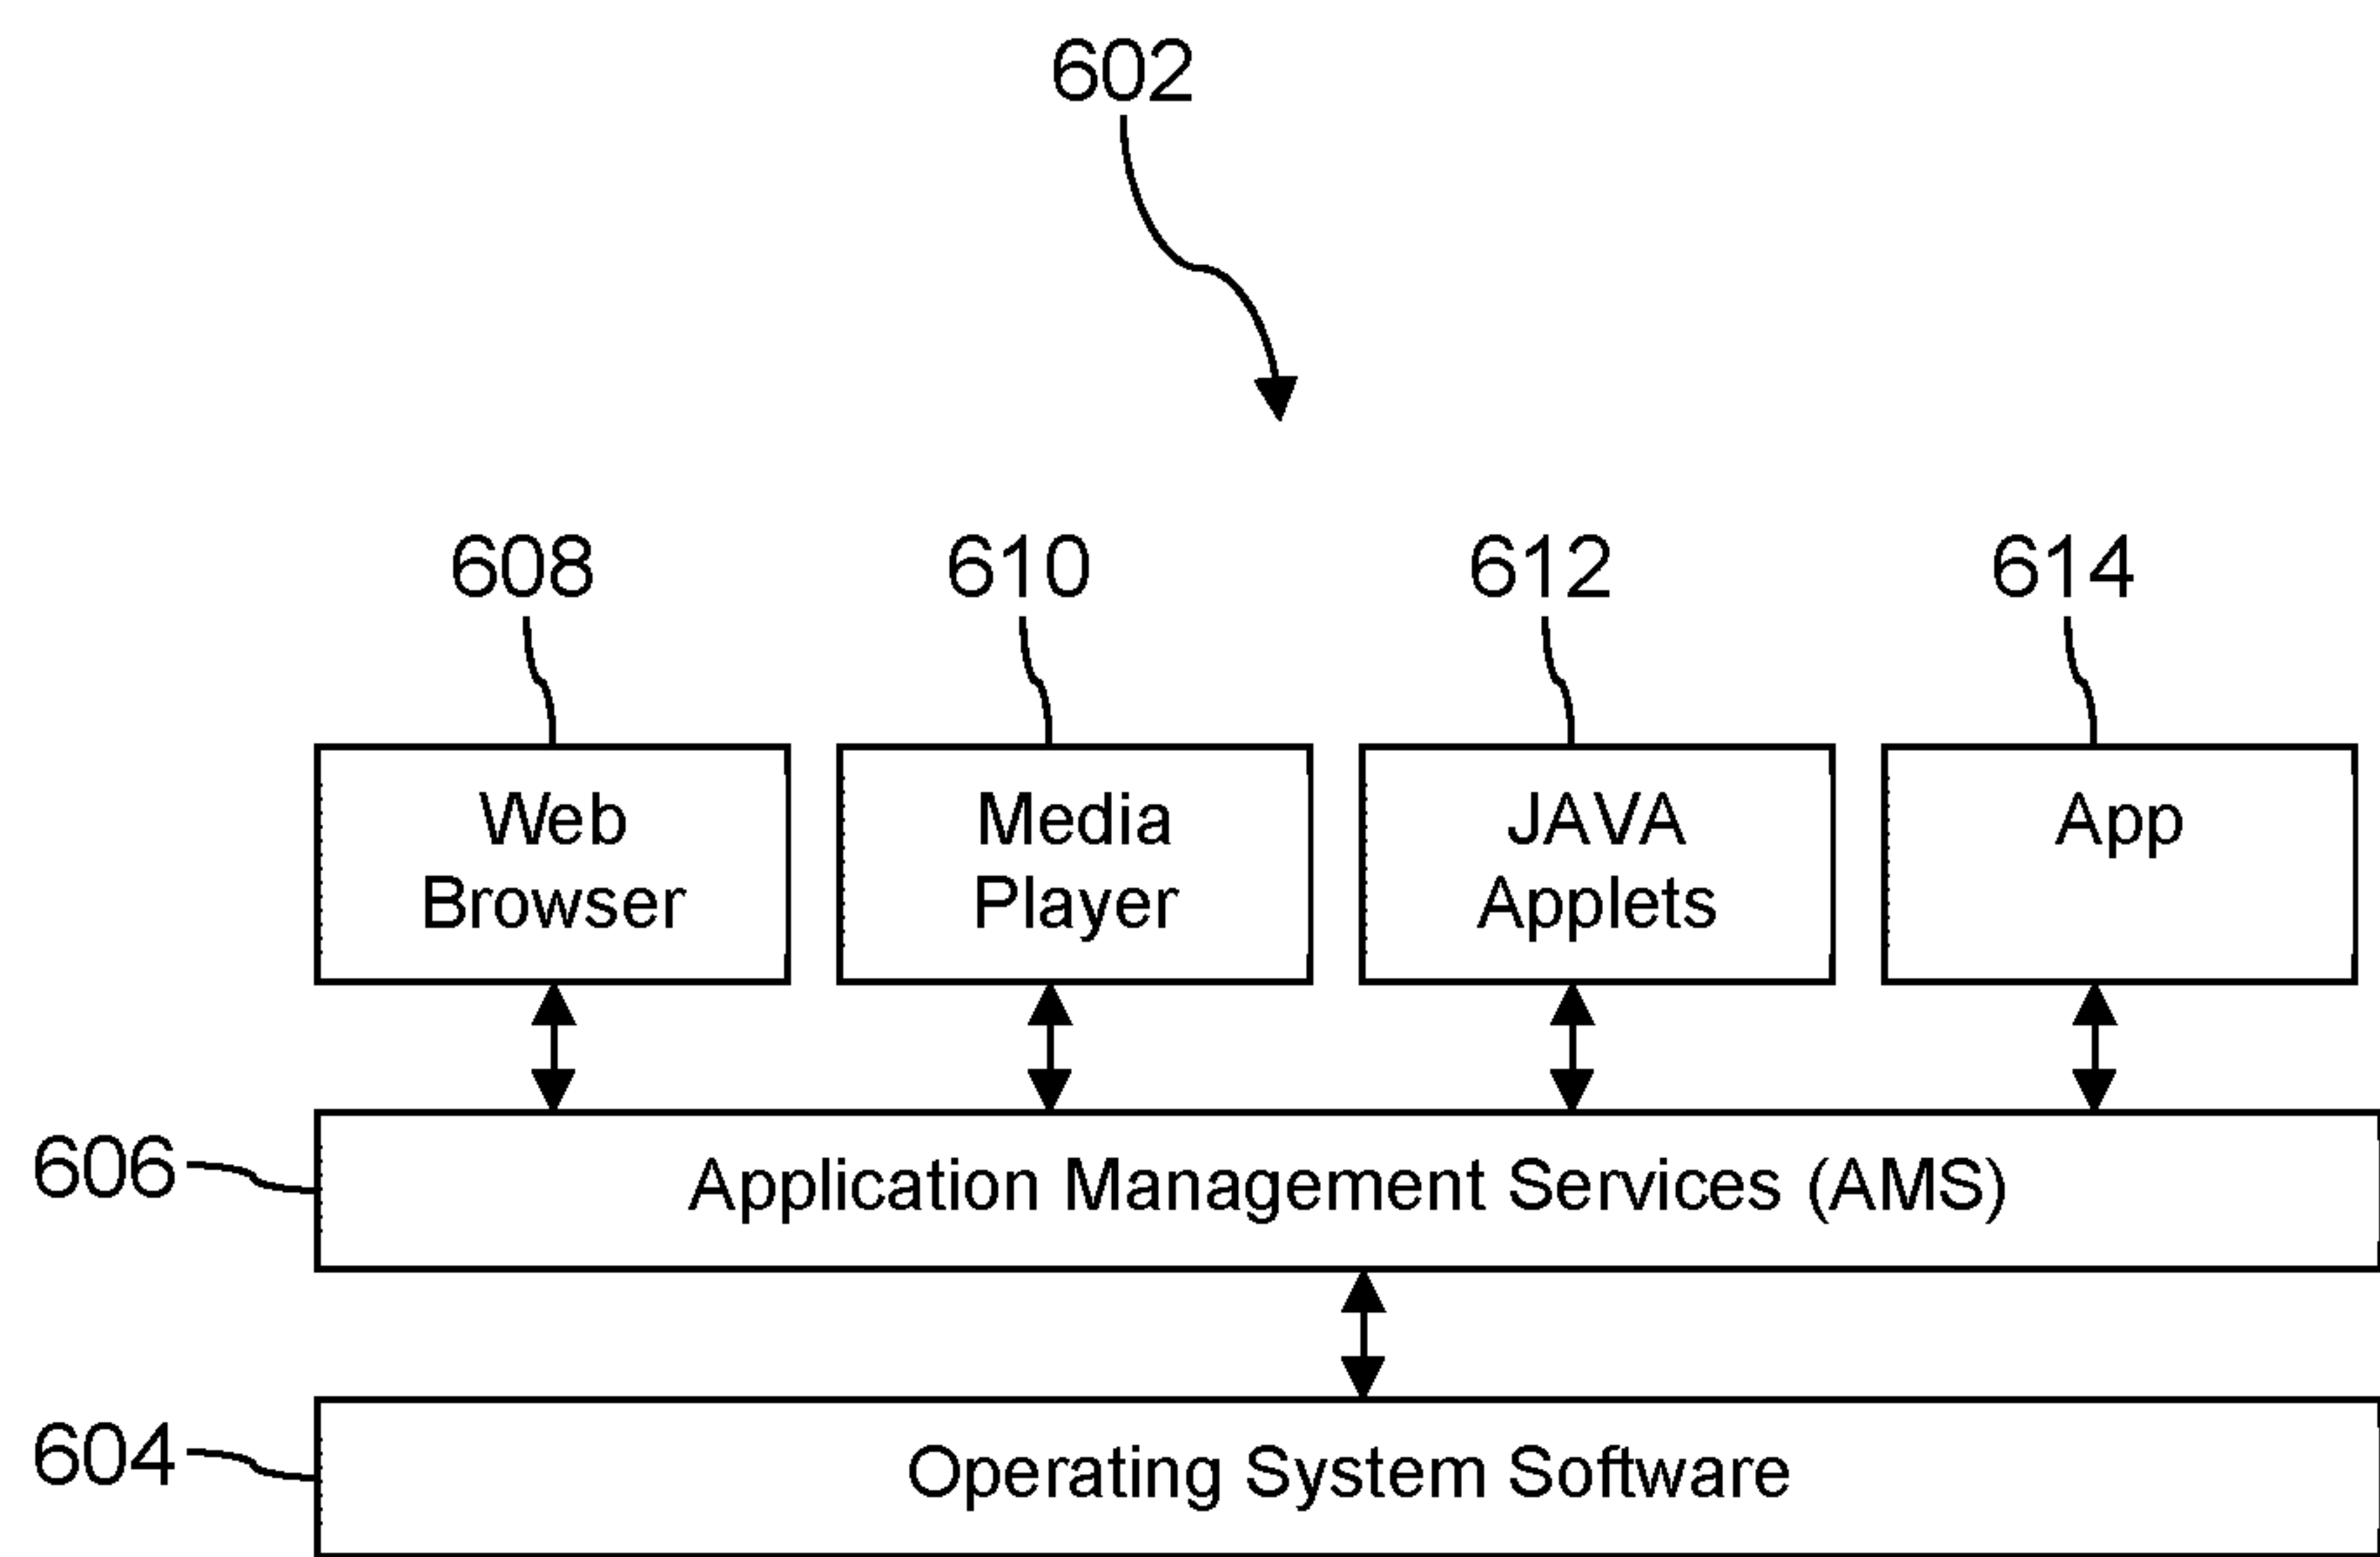 602
608
610
612
614
Web
Browser
Media
Player
JAVA
Applets
App
606
Application Management Services (AMS)
604
Operating System Software